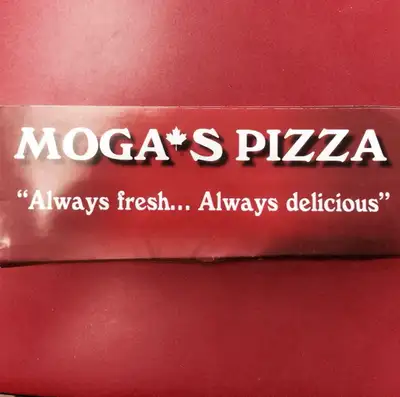 MOGA'S PIZZA
“Always fresh... Always delicious”